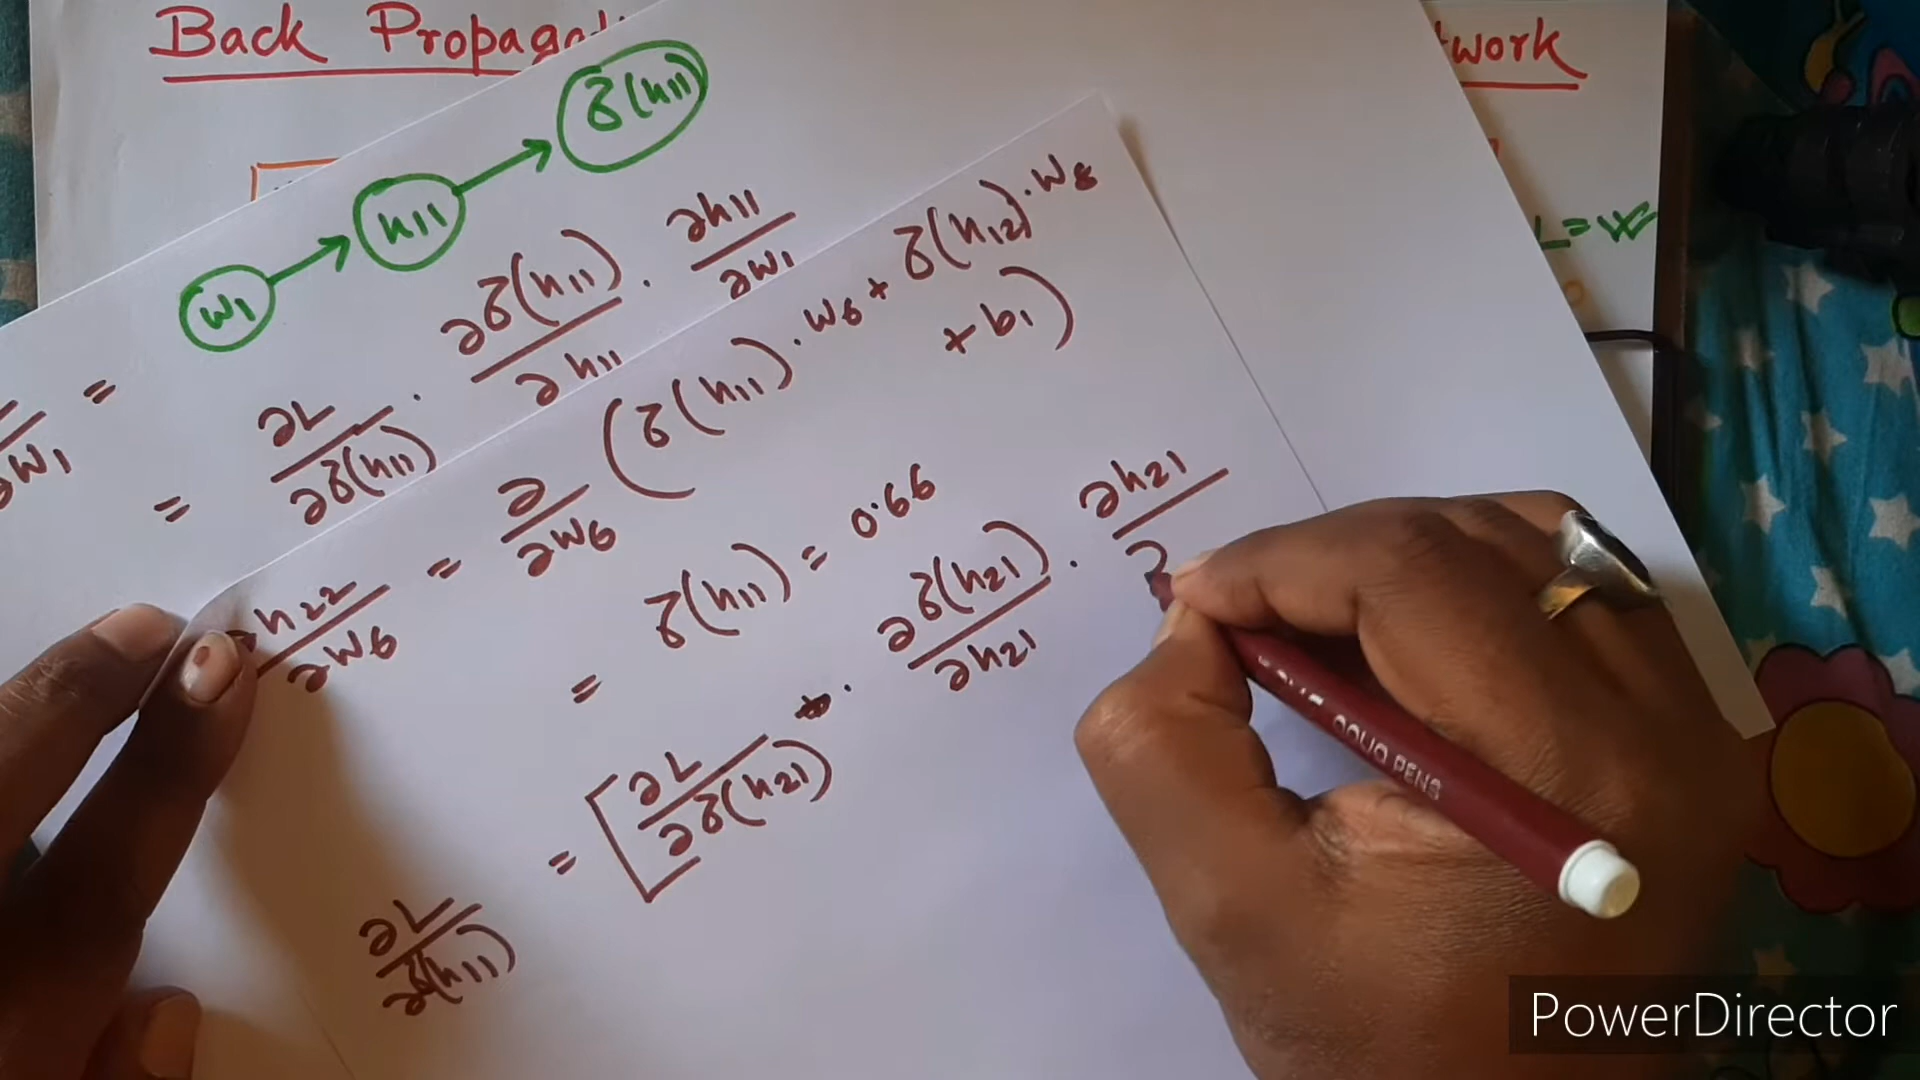 Back Propaga
twork
σ(h11)
h11
w1
L = W
∂w1 = ∂L/∂σ(h11) . ∂σ(h11)/∂h11 . ∂h11/∂w1
=
∂h22/∂w6 = ∂/∂w6 (σ(h11) . w6 + σ(h12) . w8 + b1)
= σ(h11) = 0.66
∂L/∂σ(h11) = [∂L/∂σ(h21) . ∂σ(h21)/∂h21 . ∂h21/∂
PowerDirector